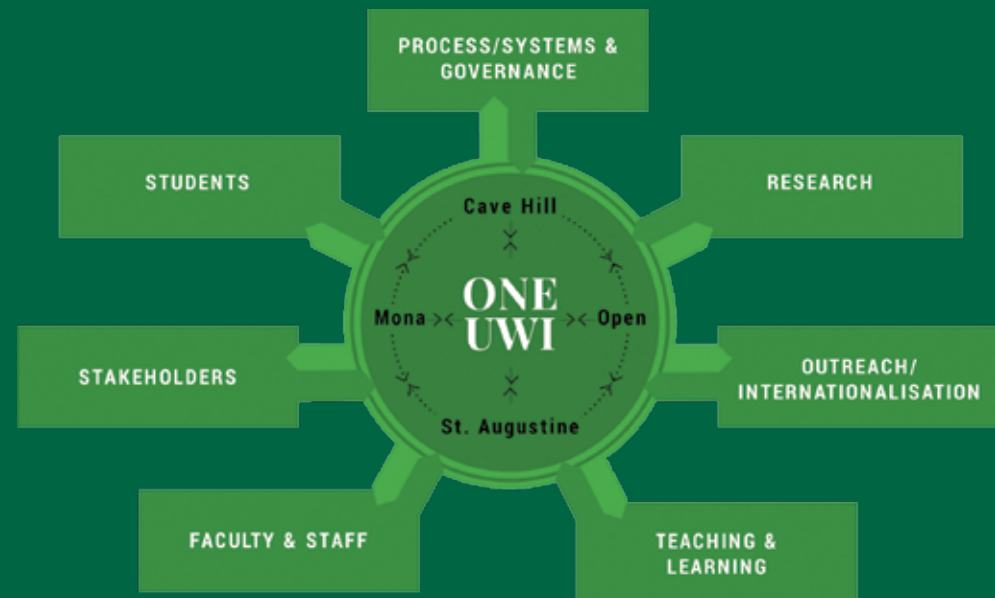 PROCESS/SYSTEMS &
GOVERNANCE
STUDENTS
RESEARCH
Cave Hill
ONE
UWI
Mona
Open
St. Augustine
STAKEHOLDERS
OUTREACH/
INTERNATIONALISATION
FACULTY & STAFF
TEACHING &
LEARNING